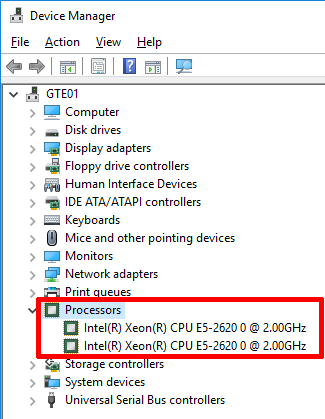 Device Manager
File Action View Help
GTE01
Computer
Disk drives
Display adapters
Floppy drive controllers
Human Interface Devices
IDE ATA/ATAPI controllers
Keyboards
Mice and other pointing devices
Monitors
Network adapters
Print queues
Processors
Intel(R) Xeon(R) CPU E5-2620 0 @ 2.00GHz
Intel(R) Xeon(R) CPU E5-2620 0 @ 2.00GHz
Storage controllers
System devices
Universal Serial Bus controllers